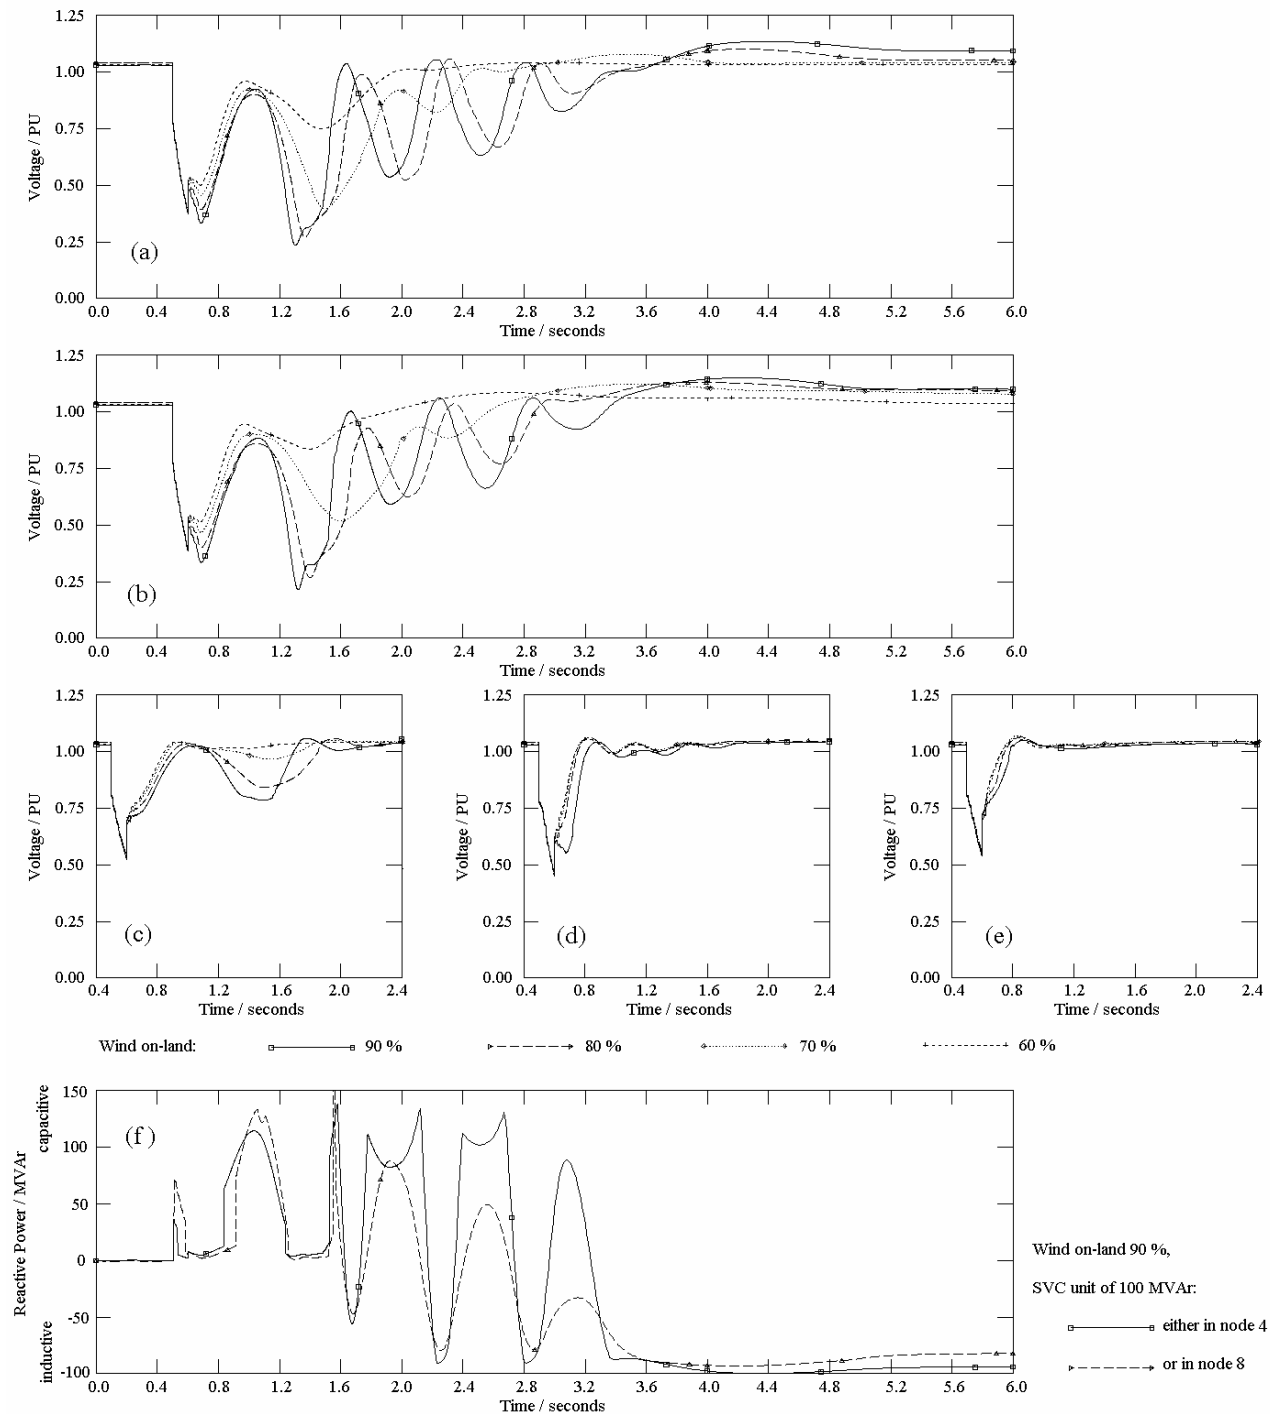 1.25
1.00
0.75
0.50
0.25
0.00
Voltage / PU
(a)
0.0 0.4 0.8 1.2 1.6 2.0 2.4 2.8 3.2 3.6 4.0 4.4 4.8 5.2 5.6 6.0
Time / seconds
1.25
1.00
0.75
0.50
0.25
0.00
Voltage / PU
(b)
0.0 0.4 0.8 1.2 1.6 2.0 2.4 2.8 3.2 3.6 4.0 4.4 4.8 5.2 5.6 6.0
Time / seconds
1.25
1.00
0.75
0.50
0.25
0.00
Voltage / PU
(c)
0.4 0.8 1.2 1.6 2.0 2.4
Time / seconds
1.25
1.00
0.75
0.50
0.25
0.00
Voltage / PU
(d)
0.4 0.8 1.2 1.6 2.0 2.4
Time / seconds
1.25
1.00
0.75
0.50
0.25
0.00
Voltage / PU
(e)
0.4 0.8 1.2 1.6 2.0 2.4
Time / seconds
Wind on-land: 90 % 80 % 70 % 60 %
150
100
50
0
-50
-100
Reactive Power / MVAr
inductive capacitive
(f)
0.0 0.4 0.8 1.2 1.6 2.0 2.4 2.8 3.2 3.6 4.0 4.4 4.8 5.2 5.6 6.0
Time / seconds
Wind on-land 90 %,
SVC unit of 100 MVAr:
either in node 4
or in node 8